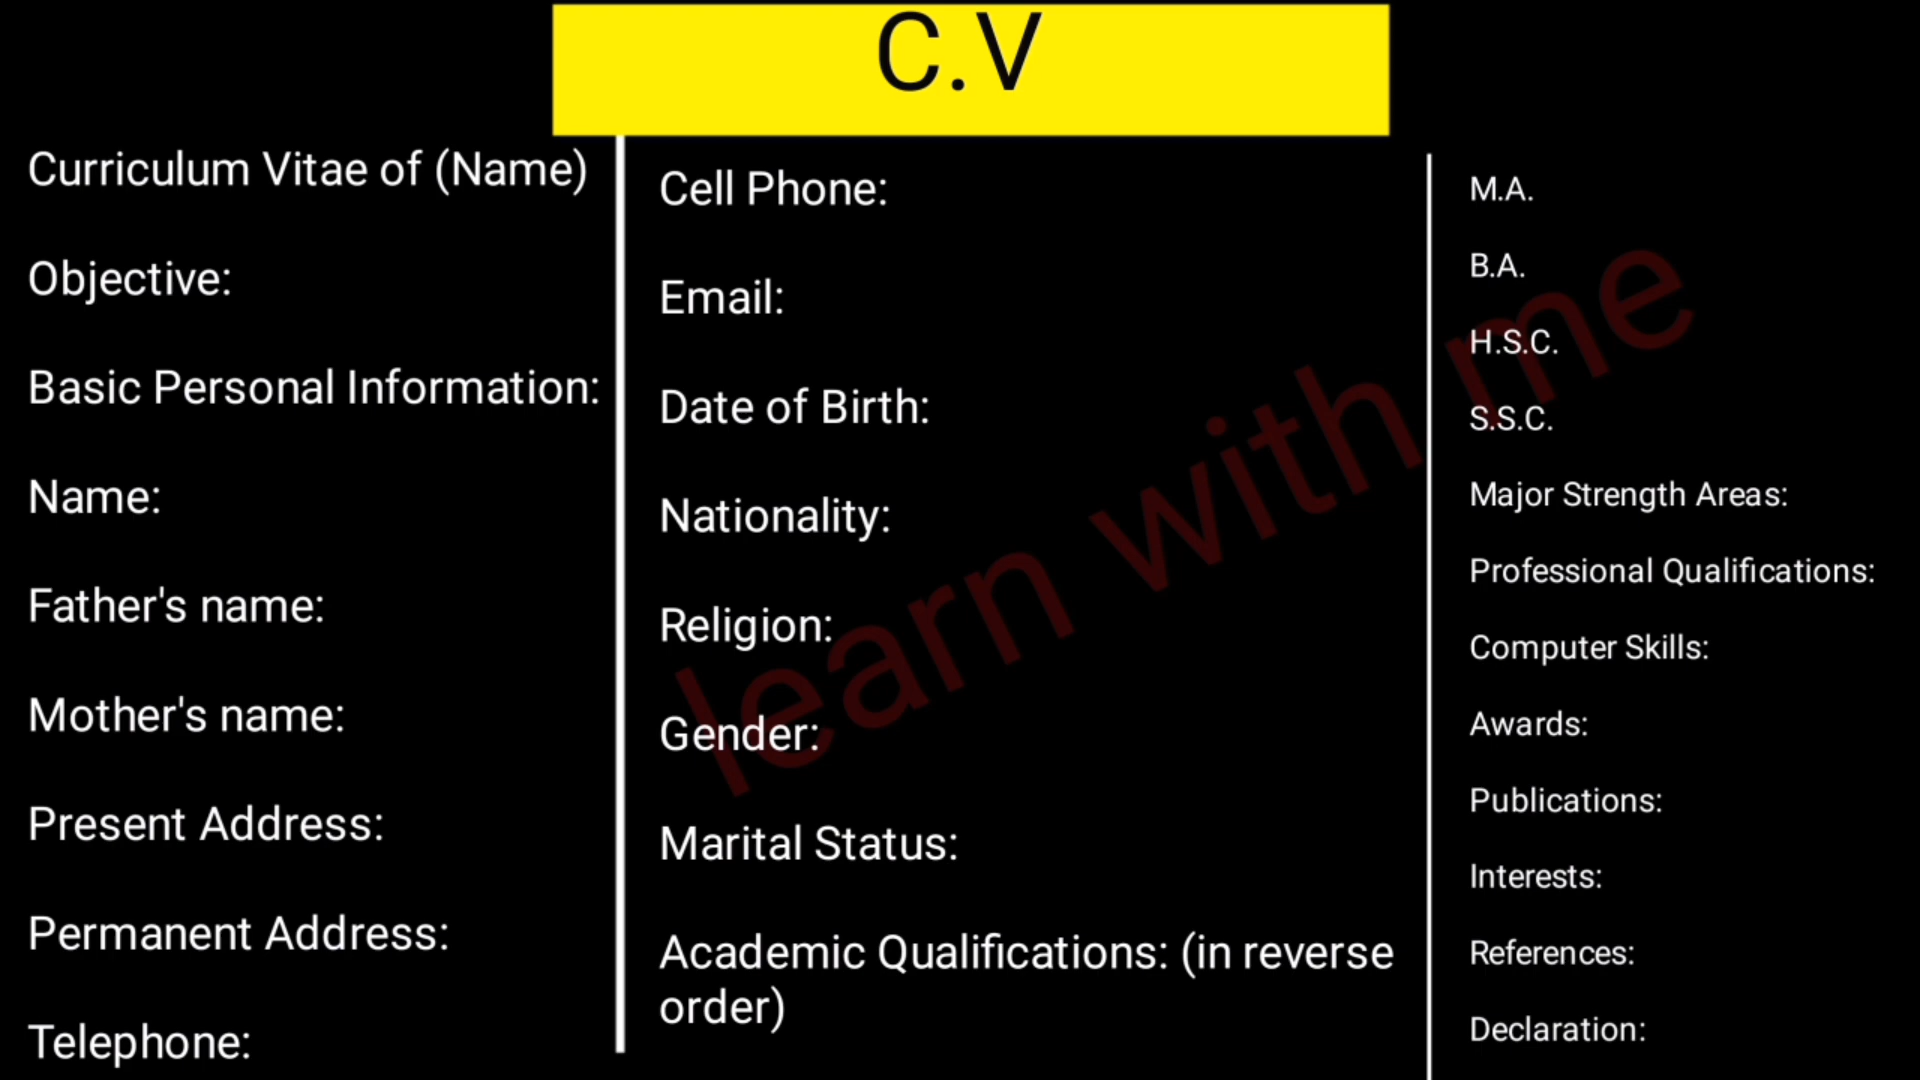 C.V
Curriculum Vitae of (Name)
Objective:
Basic Personal Information:
Name:
Father's name:
Mother's name:
Present Address:
Permanent Address:
Telephone:
Cell Phone:
Email:
Date of Birth:
Nationality:
Religion:
Gender:
Marital Status:
Academic Qualifications: (in reverse
order)
M.A.
B.A.
H.S.C.
S.S.C.
Major Strength Areas:
Professional Qualifications:
Computer Skills:
Awards:
Publications:
Interests:
References:
Declaration:
learn with me